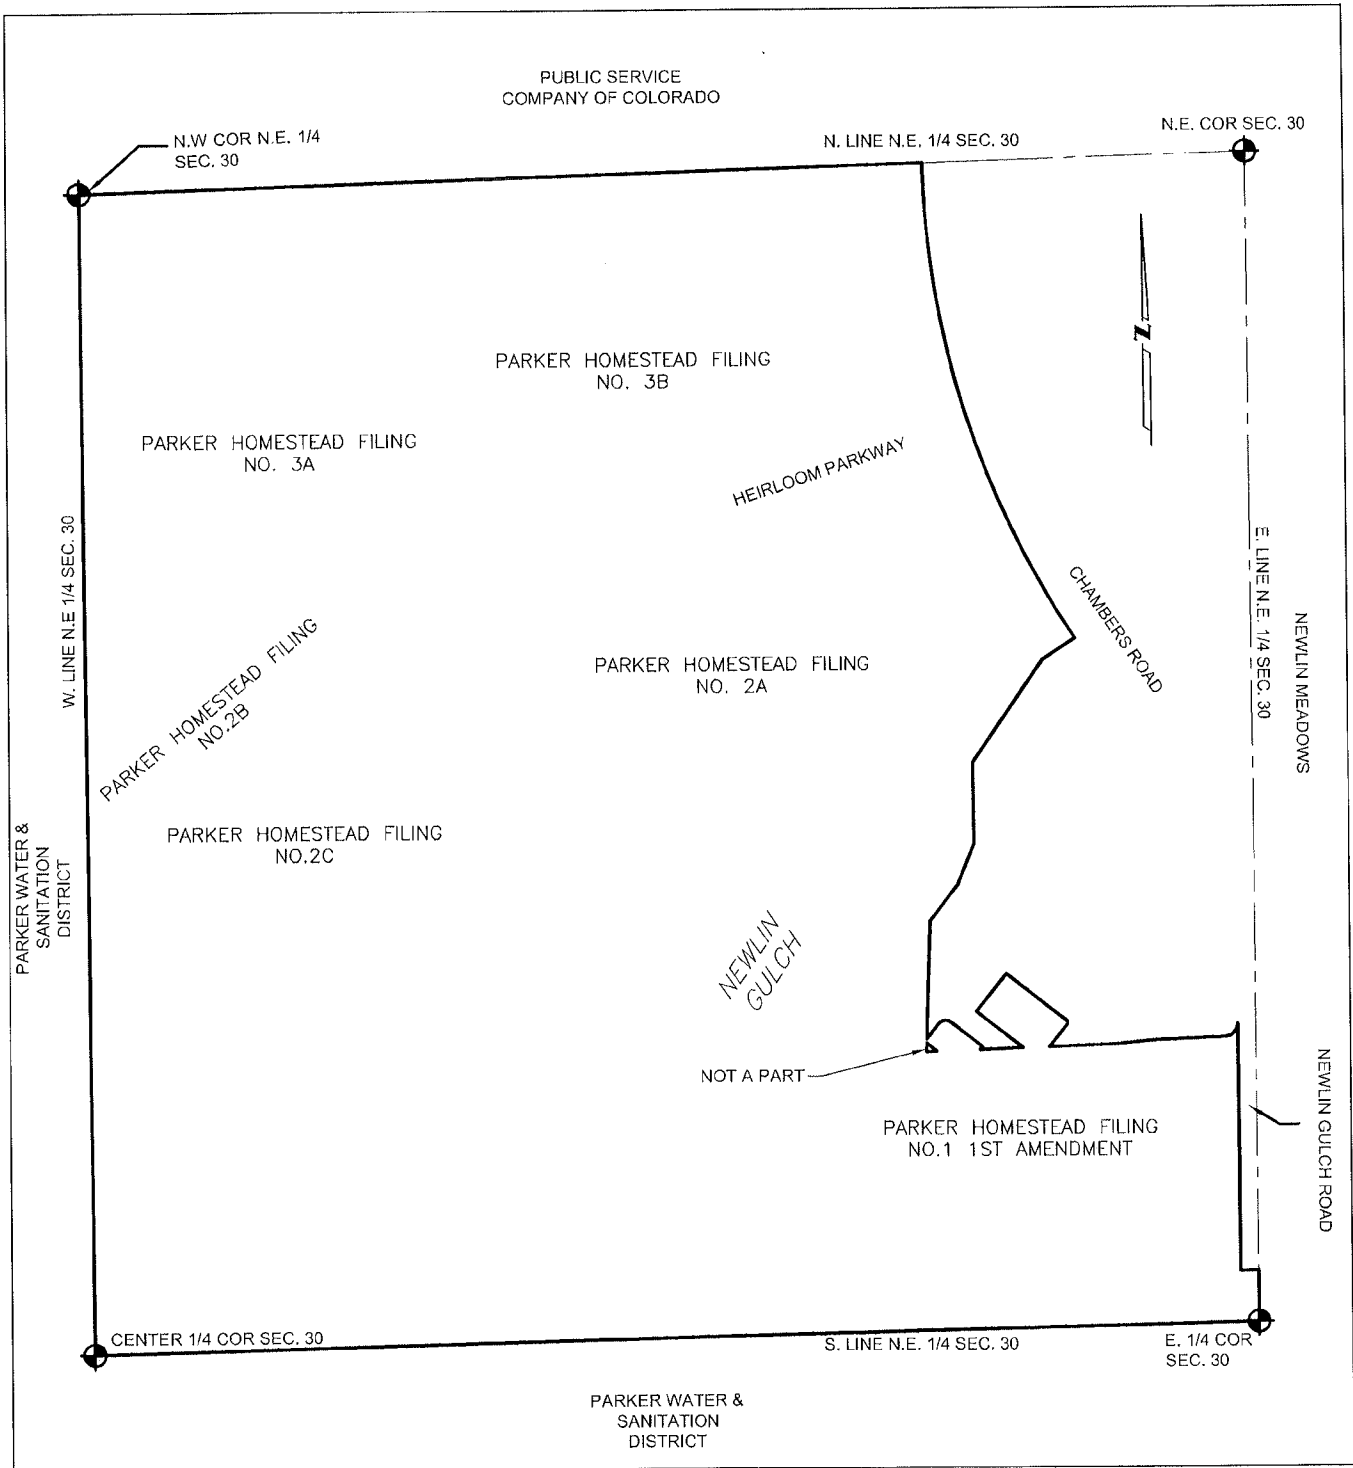 PUBLIC SERVICE
COMPANY OF COLORADO
N.W COR N.E. 1/4
SEC. 30
N. LINE N.E. 1/4 SEC. 30
N.E. COR SEC. 30
Z
PARKER HOMESTEAD FILING
NO. 3B
PARKER HOMESTEAD FILING
NO. 3A
HEIRLOOM PARKWAY
W. LINE N.E 1/4 SEC. 30
E. LINE N.E. 1/4 SEC. 30
CHAMBERS ROAD
NEWLIN MEADOWS
PARKER HOMESTEAD FILING
NO.2B
PARKER HOMESTEAD FILING
NO. 2A
PARKER HOMESTEAD FILING
NO.2C
PARKER WATER &
SANITATION
DISTRICT
NEWLIN
GULCH
NOT A PART
PARKER HOMESTEAD FILING
NO.1 1ST AMENDMENT
NEWLIN GULCH ROAD
CENTER 1/4 COR SEC. 30
S. LINE N.E. 1/4 SEC. 30
E. 1/4 COR
SEC. 30
PARKER WATER &
SANITATION
DISTRICT